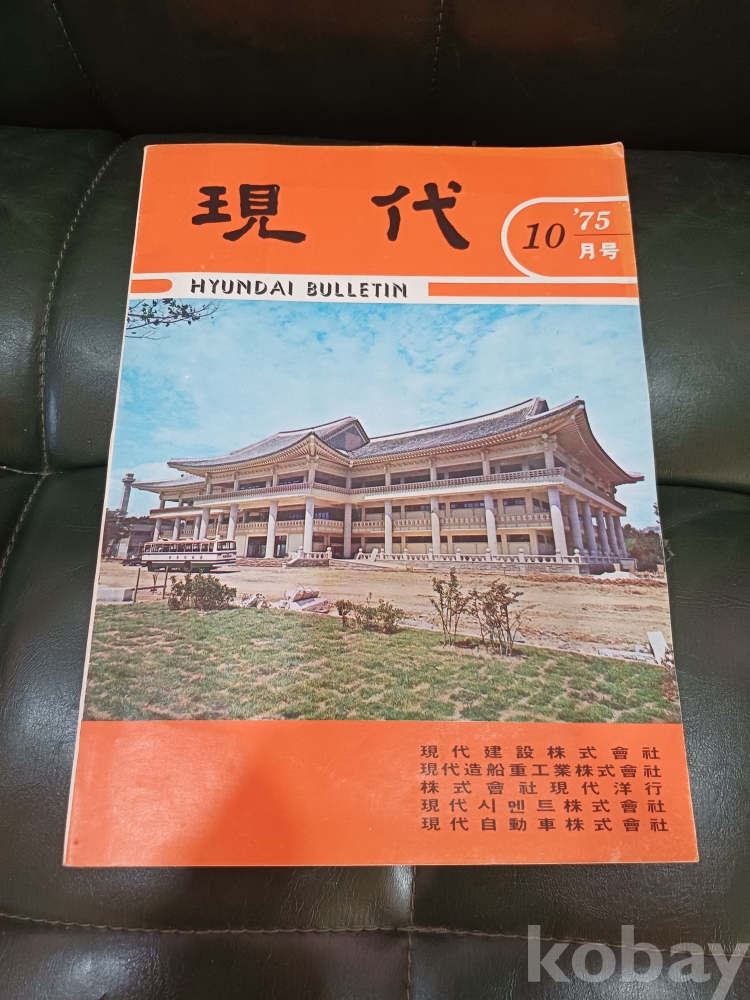 現代
'75
10
月号
HYUNDAI BULLETIN
現代建設株式會社
現代造船重工業株式會社
株式會社現代洋行
現代시멘트株式會社
現代自動車株式會社
kobay